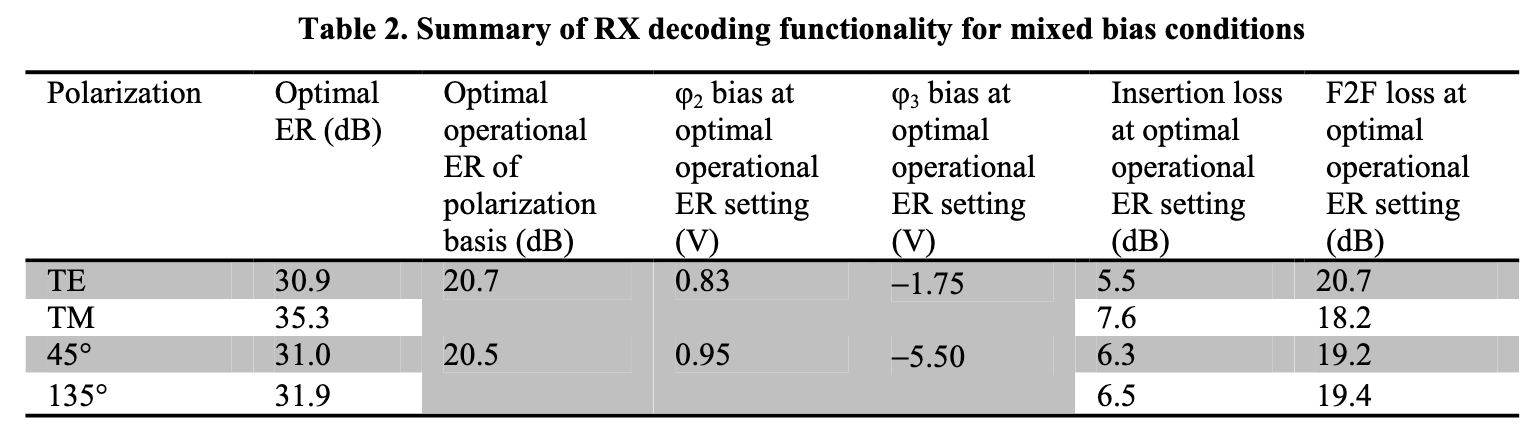 Table 2. Summary of RX decoding functionality for mixed bias conditions
Polarization Optimal Optimal φ2 bias at φ3 bias at Insertion loss F2F loss at
ER (dB) operational optimal optimal at optimal optimal
ER of operational operational operational operational
polarization ER setting ER setting ER setting ER setting
basis (dB) (V) (V) (dB) (dB)
TE 30.9 20.7 0.83 −1.75 5.5 20.7
TM 35.3 7.6 18.2
45° 31.0 20.5 0.95 −5.50 6.3 19.2
135° 31.9 6.5 19.4